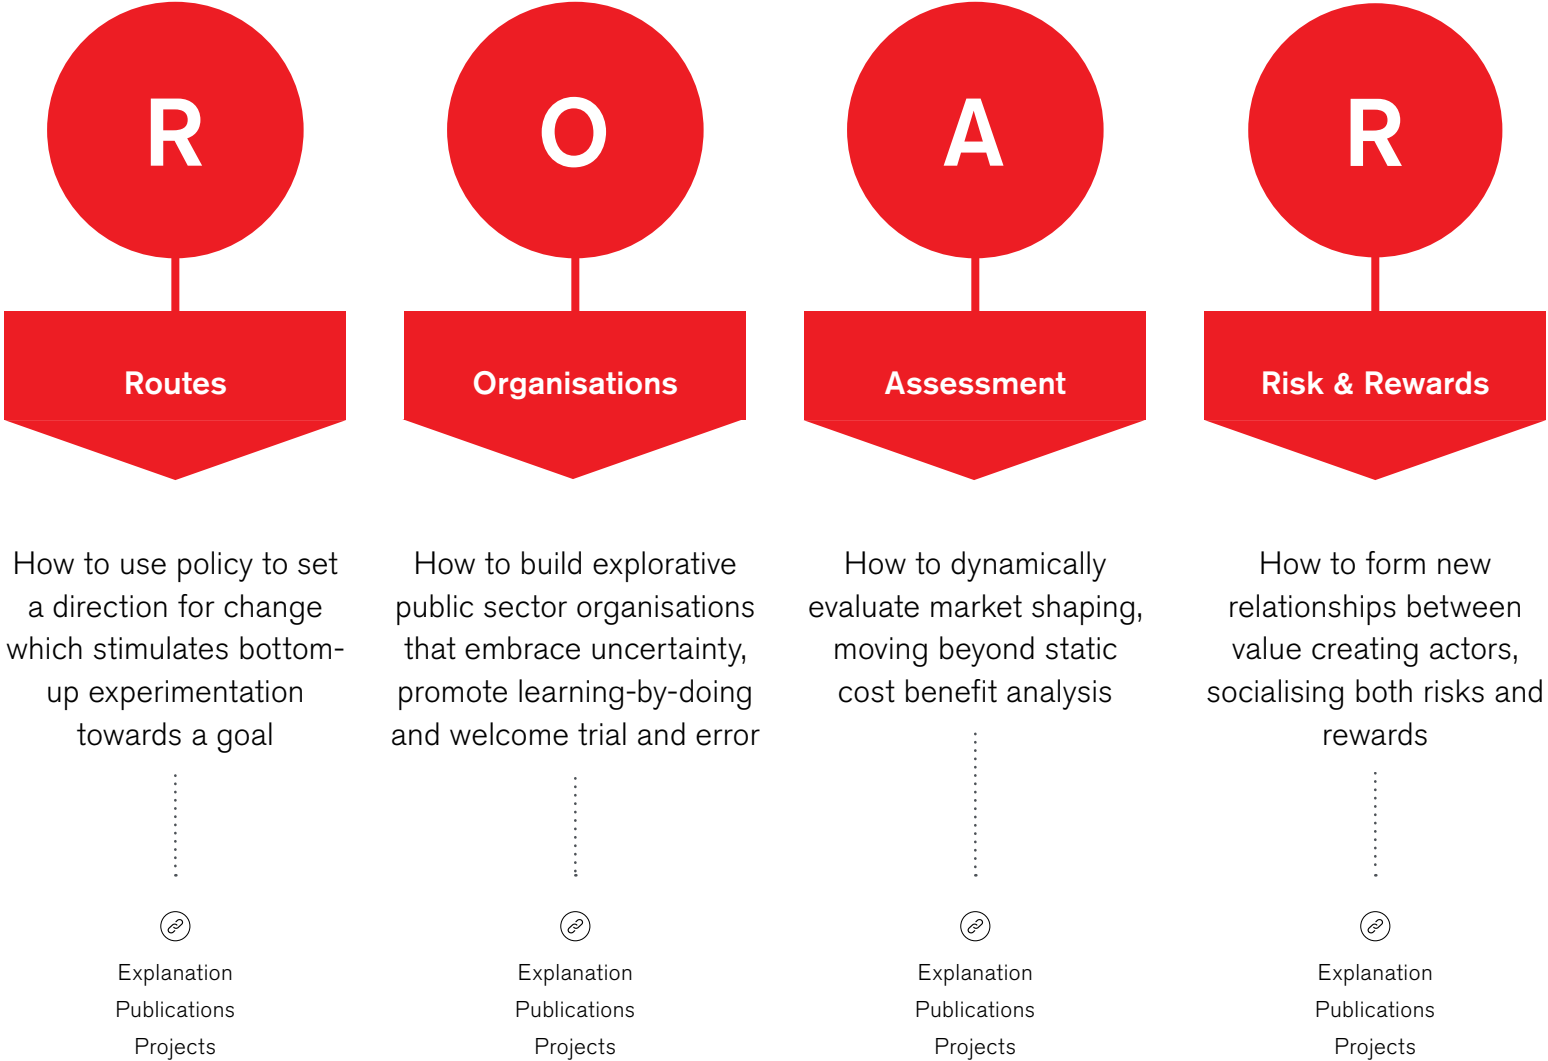 R
Routes
How to use policy to set
a direction for change
which stimulates bottom-
up experimentation
towards a goal
Explanation
Publications
Projects
O
Organisations
How to build explorative
public sector organisations
that embrace uncertainty,
promote learning-by-doing
and welcome trial and error
Explanation
Publications
Projects
A
Assessment
How to dynamically
evaluate market shaping,
moving beyond static
cost benefit analysis
Explanation
Publications
Projects
R
Risk & Rewards
How to form new
relationships between
value creating actors,
socialising both risks and
rewards
Explanation
Publications
Projects